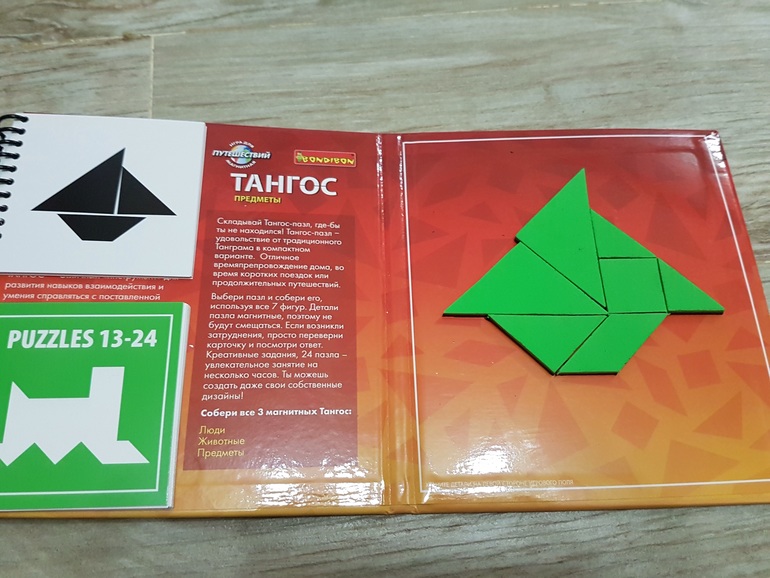 ИГРА ДЛЯ
ПУТЕШЕСТВИЙ
МАГНИТНАЯ
BONDIBON
ТАНГОС
ПРЕДМЕТЫ
Складывай Тангос-пазл, где-бы
ты не находился! Тангос-пазл –
удовольствие от традиционного
Танграма в компактном
варианте. Отличное
времяпрепровождение дома, во
время коротких поездок или
продолжительных путешествий.
Выбери пазл и собери его,
используя все 7 фигур. Детали
пазла магнитные, поэтому не
будут смещаться. Если возникли
затруднения, просто переверни
карточку и посмотри ответ.
Креативные задания, 24 пазла –
увлекательное занятие на
несколько часов. Ты можешь
создать даже свои собственные
дизайны!
Собери все 3 магнитных Тангос:
Люди
Животные
Предметы
развития навыков взаимодействия и
умения справляться с поставленной
PUZZLES 13-24